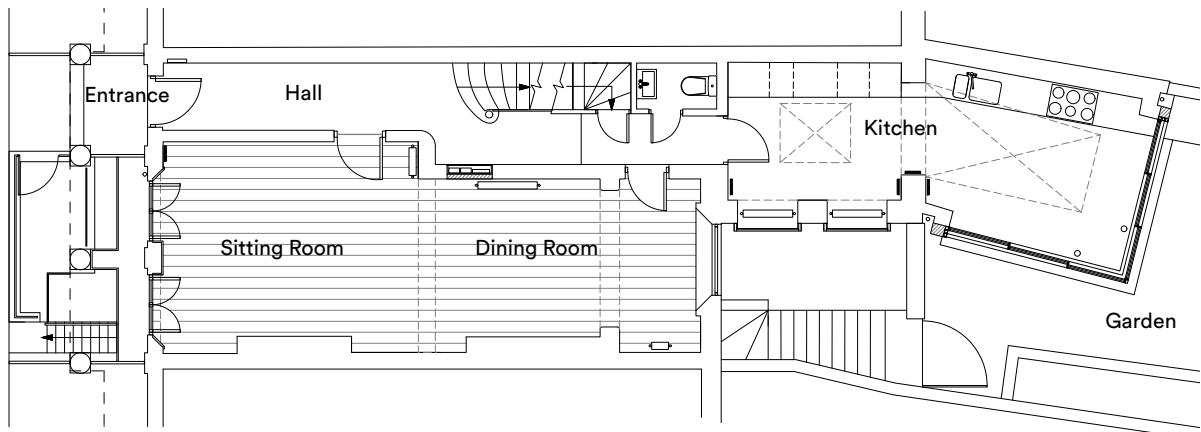 Entrance
Hall
Kitchen
Sitting Room
Dining Room
Garden